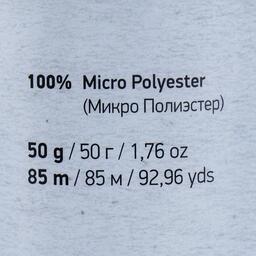 100% Micro Polyester
(Микро Полиэстер)
50 g / 50 г / 1,76 oz
85 m / 85 м / 92,96 yds